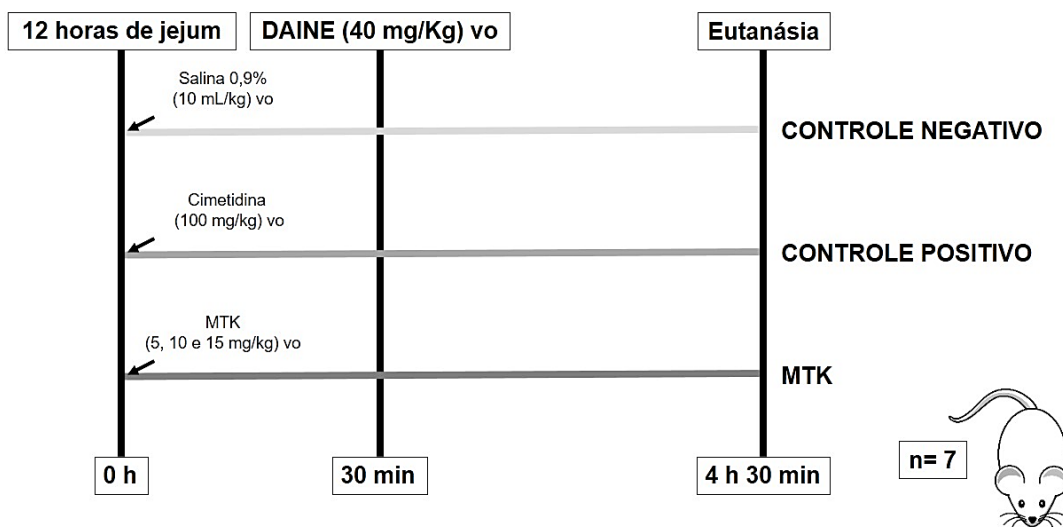 12 horas de jejum
DAINE (40 mg/Kg) vo
Eutanásia
Salina 0,9%
(10 mL/kg) vo
CONTROLE NEGATIVO
Cimetidina
(100 mg/kg) vo
CONTROLE POSITIVO
MTK
(5, 10 e 15 mg/kg) vo
MTK
0 h
30 min
4 h 30 min
n= 7